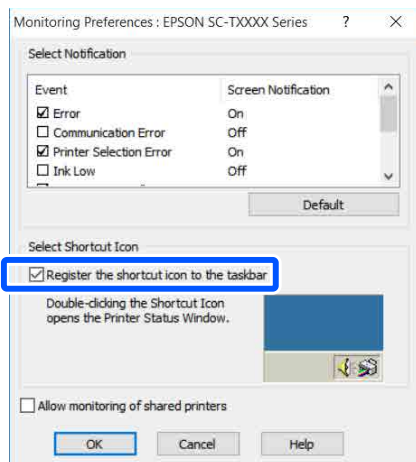 Monitoring Preferences : EPSON SC-TXXXX Series ? ×
Select Notification
Event Screen Notification
Error On
Communication Error Off
Printer Selection Error On
Ink Low Off
Default
Select Shortcut Icon
Register the shortcut icon to the taskbar
Double-clicking the Shortcut Icon
opens the Printer Status Window.
Allow monitoring of shared printers
OK Cancel Help